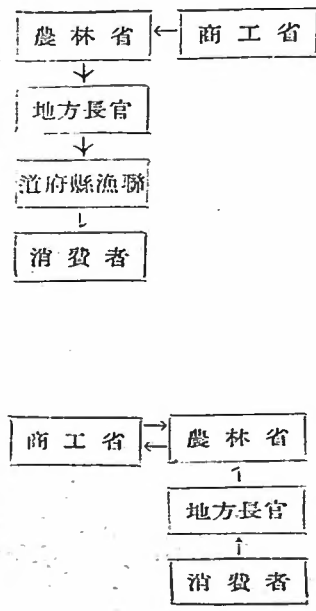 農林省 商工省
地方長官
道府縣漁聯
消費者
商工省 農林省
地方長官
消費者